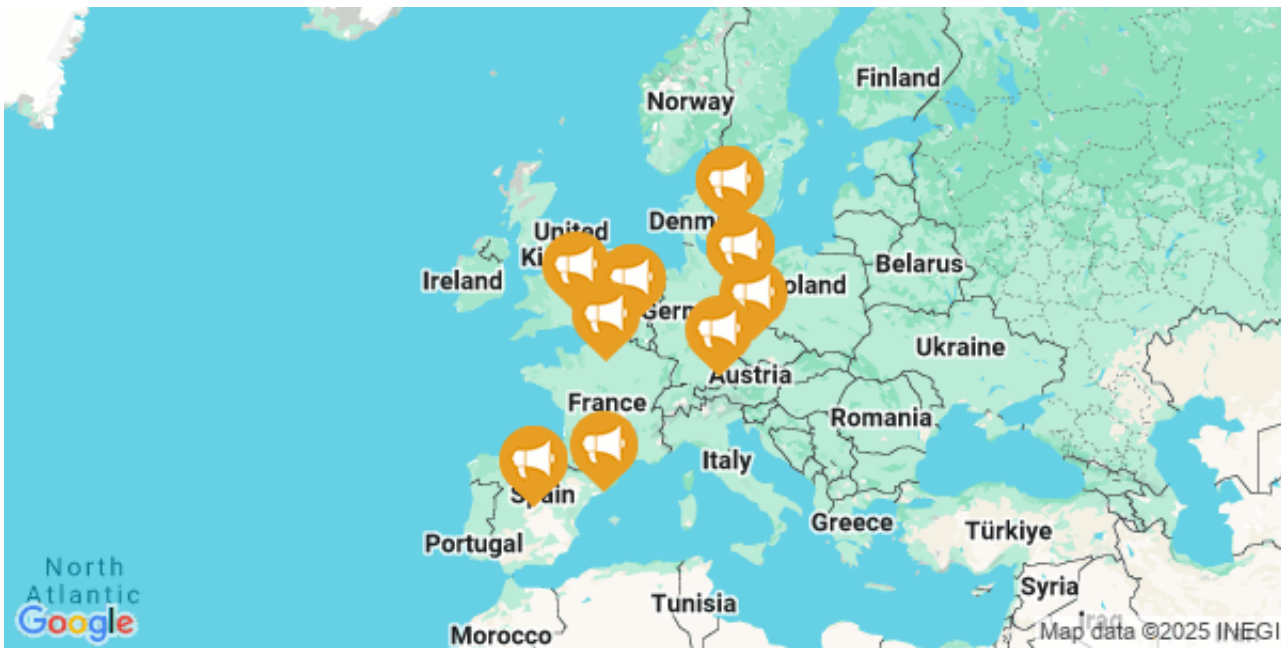 Finland
Norway
Denm
United
Ki
Ireland
Belarus
oland
Germ
Ukraine
Austria
France
Romania
Italy
Spain
Greece
Türkiye
Portugal
North
Atlantic
Google
Syria
Tunisia
Iraq
Morocco
Map data ©2025 INEGI